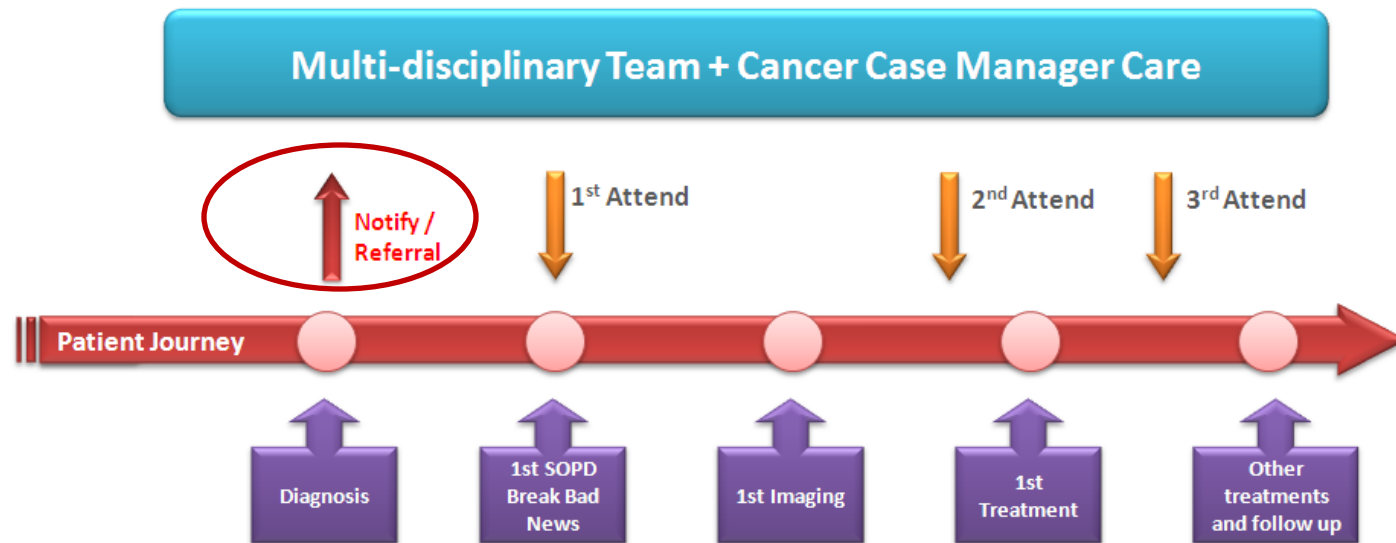 Multi-disciplinary Team + Cancer Case Manager Care
Notify /
Referral
1st Attend
2nd Attend
3rd Attend
Patient Journey
Diagnosis
1st SOPD
Break Bad
News
1st Imaging
1st
Treatment
Other
treatments
and follow up